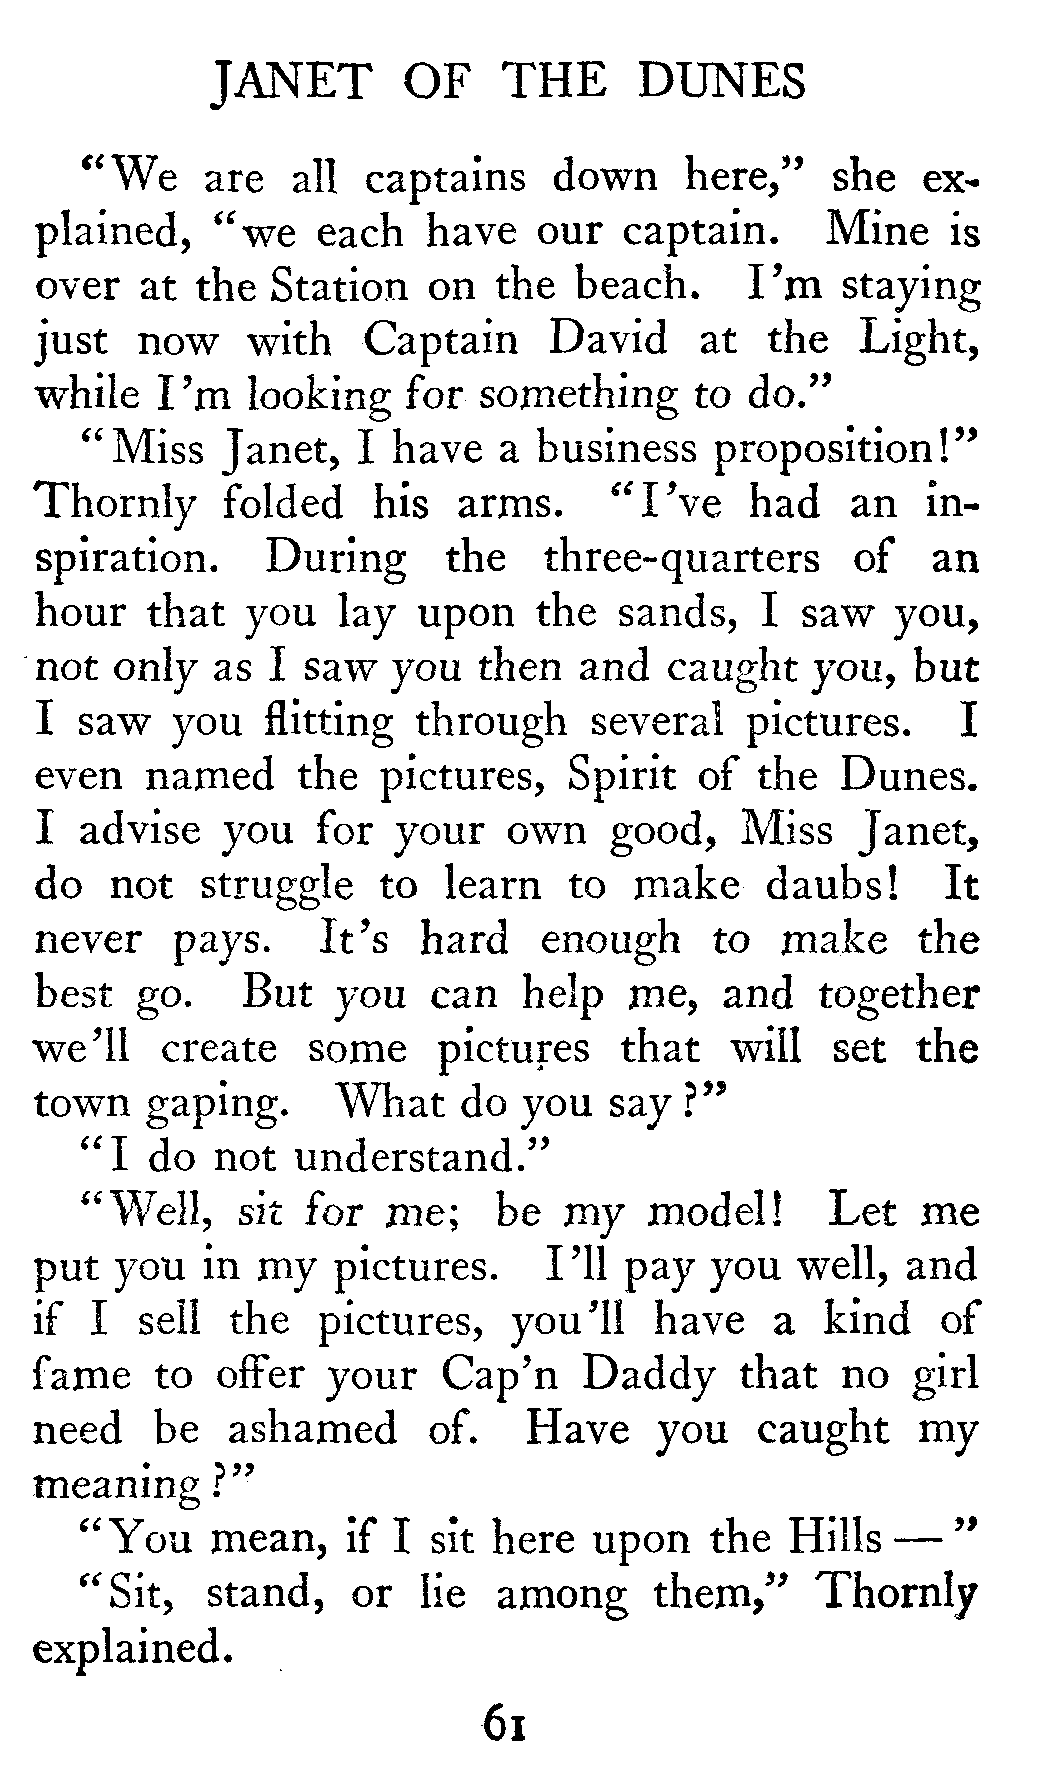 JANET OF THE DUNES
"We are all captains down here," she ex-
plained, "we each have our captain. Mine is
over at the Station on the beach. I'm staying
just now with Captain David at the Light,
while I'm looking for something to do."
"Miss Janet, I have a business proposition!"
Thornly folded his arms. "I've had an in-
spiration. During the three-quarters of an
hour that you lay upon the sands, I saw you,
not only as I saw you then and caught you, but
I saw you flitting through several pictures. I
even named the pictures, Spirit of the Dunes.
I advise you for your own good, Miss Janet,
do not struggle to learn to make daubs! It
never pays. It's hard enough to make the
best go. But you can help me, and together
we'll create some pictures that will set the
town gaping. What do you say?"
"I do not understand."
"Well, sit for me; be my model! Let me
put you in my pictures. I'll pay you well, and
if I sell the pictures, you'll have a kind of
fame to offer your Cap'n Daddy that no girl
need be ashamed of. Have you caught my
meaning?"
"You mean, if I sit here upon the Hills—"
"Sit, stand, or lie among them," Thornly
explained.
61